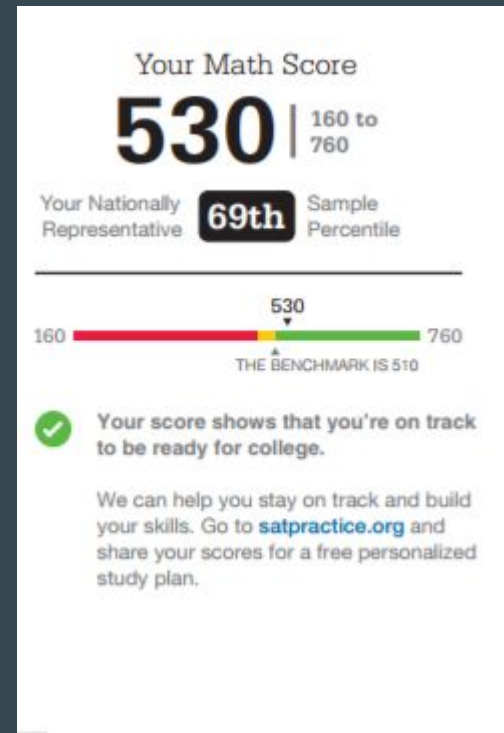 Your Math Score
530 | 160 to
760
Your Nationally
Representative
69th
Sample
Percentile
530
160
760
THE BENCHMARK IS 510
Your score shows that you're on track
to be ready for college.
We can help you stay on track and build
your skills. Go to satpractice.org and
share your scores for a free personalized
study plan.